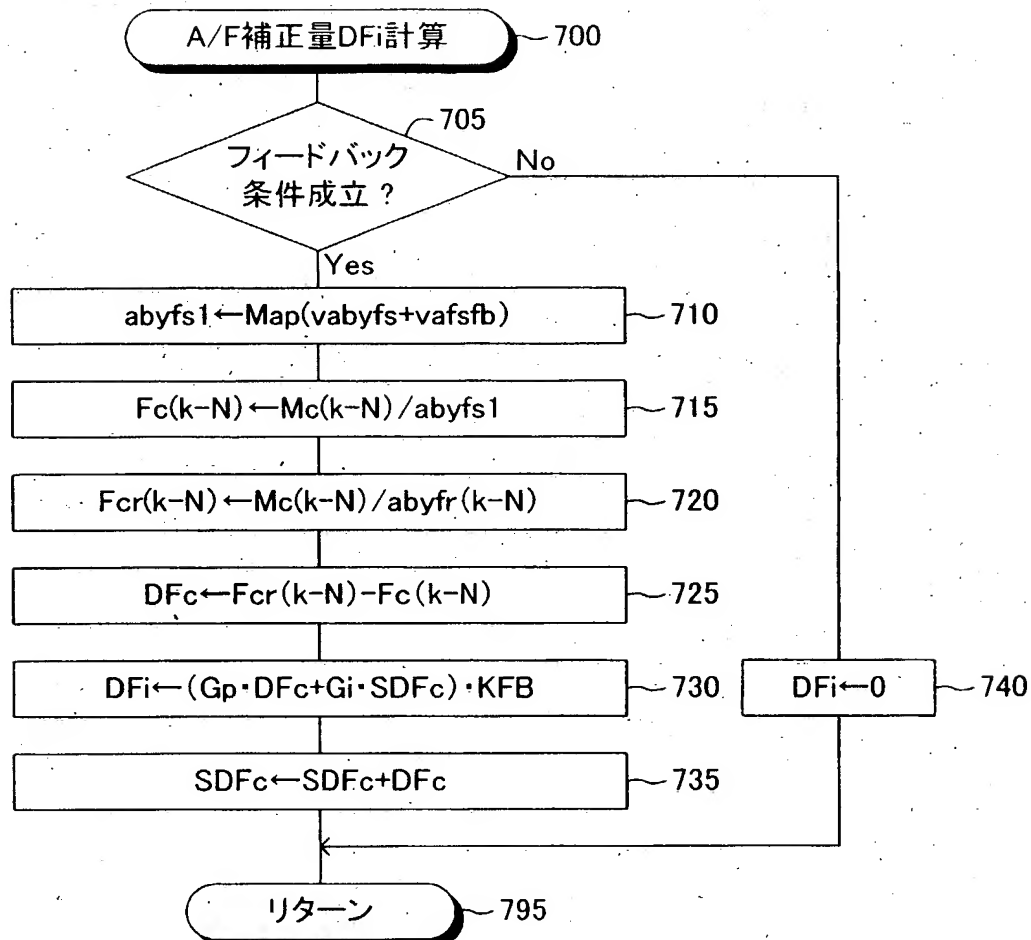 A/F補正量DFi計算
700
705
フィードバック
条件成立?
No
Yes
abyfs1←Map(vabyfs+vafsfb)
710
Fc(k-N)←Mc(k-N)/abyfs1
715
Fcr(k-N)←Mc(k-N)/abyfr(k-N)
720
DFc←Fcr(k-N)-Fc(k-N)
725
DFi←(Gp・DFc+Gi・SDFc)・KFB
730
DFi←0
740
SDFc←SDFc+DFc
735
リターン
795